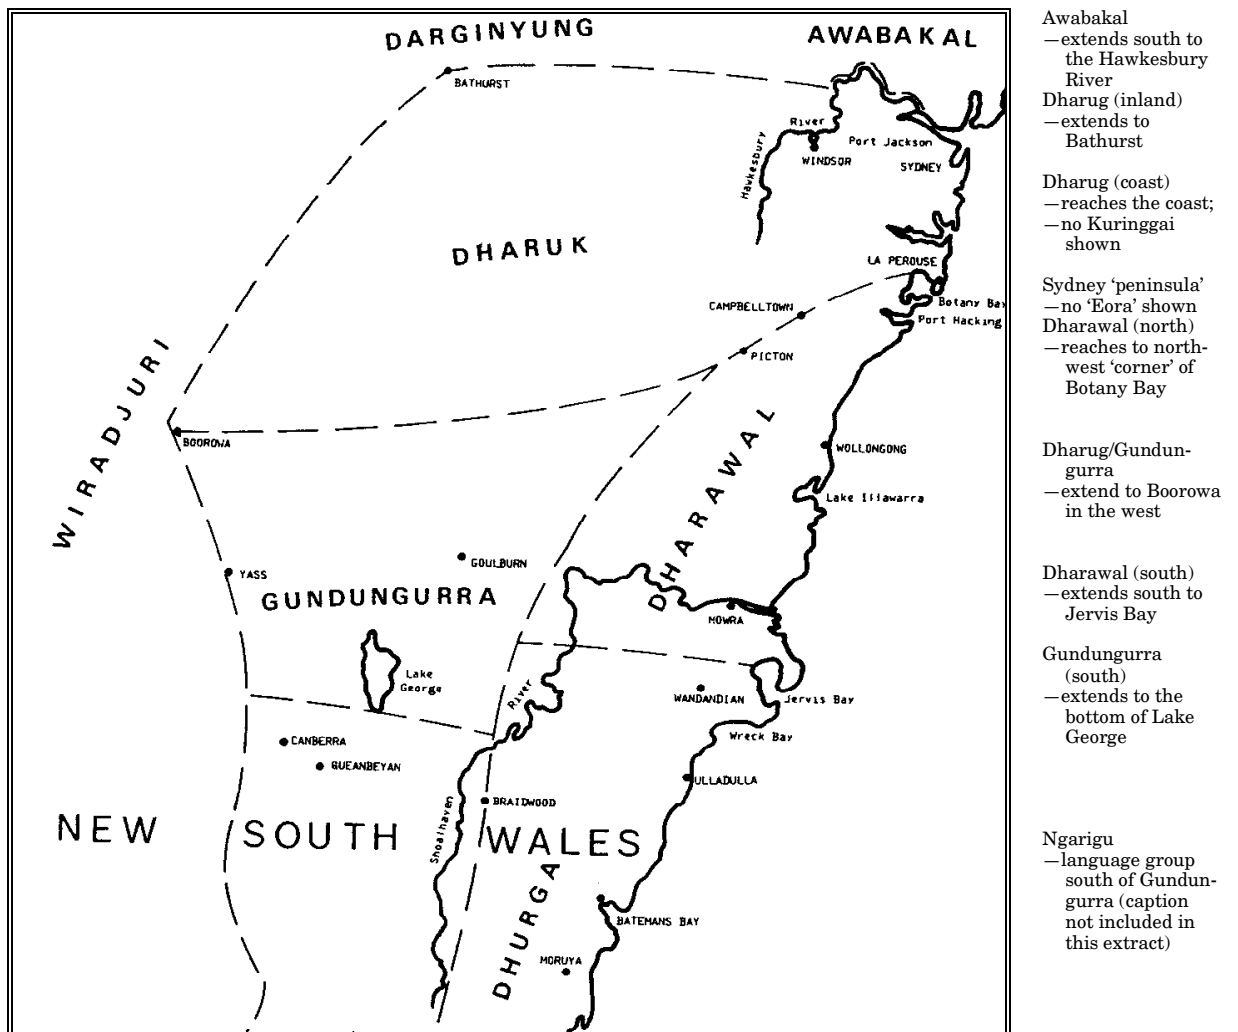 DARGINYUNG
AWABAKAL
BATHURST
River
Hawkesbury
WINDSOR
Port Jackson
SYDNEY
DHARUK
LA PEROUSE
CAMPBELLTOWN
Botany Bay
Port Hacking
PICTON
WIRADJURI
BOOROWA
DHARAWAL
WOLLONGONG
Lake Illawarra
GOULBURN
YASS
GUNDUNGURRA
NOWRA
Lake
George
River
WANDANDIAN
Jervis Bay
Wreck Bay
CANBERRA
QUEANBEYAN
ULLADULLA
BRAIDWOOD
Shoalhaven
NEW SOUTH WALES
DHURGA
BATEMANS BAY
MORUYA
Awabakal
—extends south to
the Hawkesbury
River
Dharug (inland)
—extends to
Bathurst
Dharug (coast)
—reaches the coast;
—no Kuringgai
shown
Sydney ‘peninsula’
—no ‘Eora’ shown
Dharawal (north)
—reaches to north-
west ‘corner’ of
Botany Bay
Dharug/Gundun-
gurra
—extend to Boorowa
in the west
Dharawal (south)
—extends south to
Jervis Bay
Gundungurra
(south)
—extends to the
bottom of Lake
George
Ngarigu
—language group
south of Gundun-
gurra (caption
not included in
this extract)